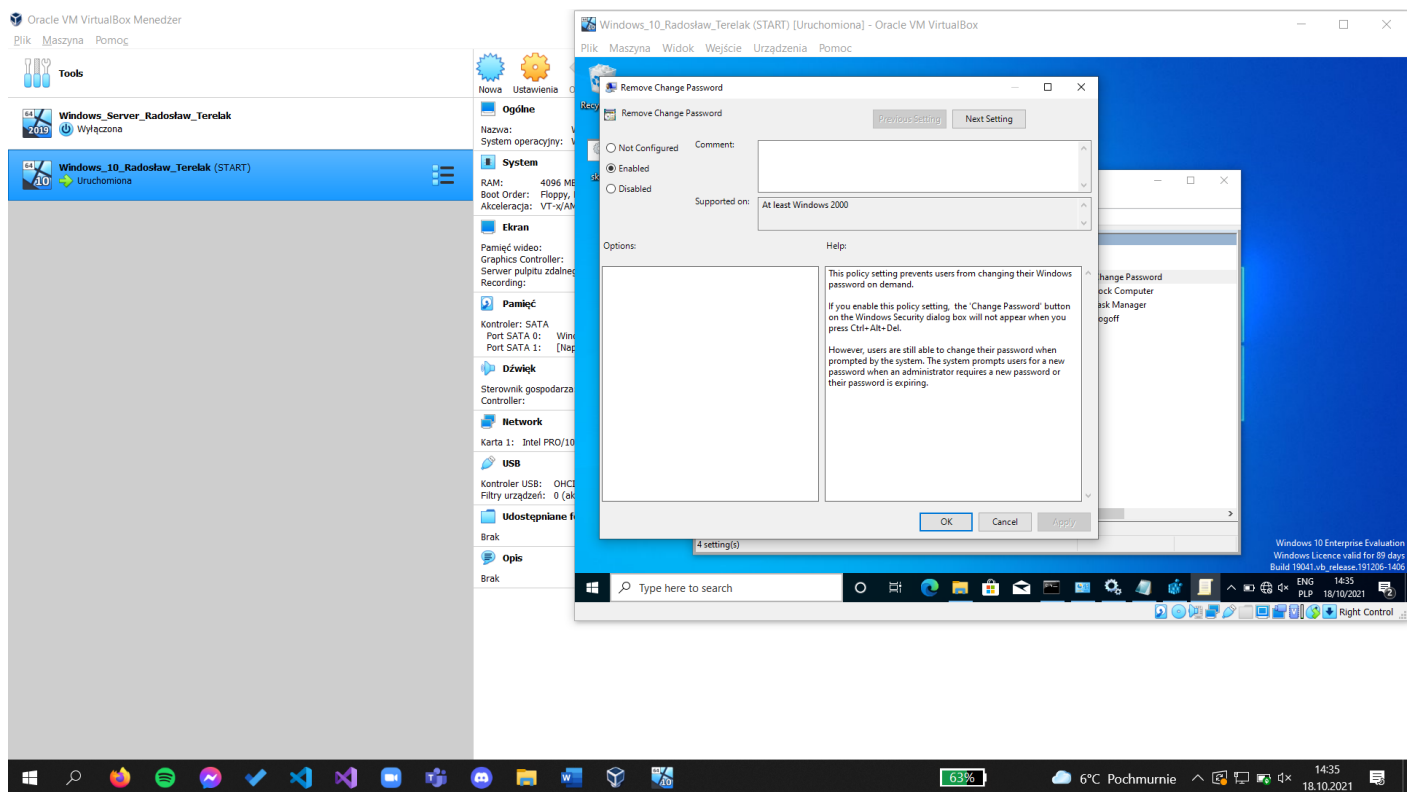 Oracle VM VirtualBox Menedżer
Plik Maszyna Pomoc
Tools
Windows_Server_Radosław_Terelak
Wyłączona
Windows_10_Radosław_Terelak (START)
Uruchomiona
Nowa Ustawienia
Ogólne
Nazwa:
System operacyjny:
System
RAM: 4096 MB
Boot Order: Floppy,
Akceleracja: VT-x/AM
Ekran
Pamięć wideo:
Graphics Controller:
Serwer pulpitu zdalneg
Recording:
Pamięć
Kontroler: SATA
Port SATA 0: Wind
Port SATA 1: [Nap
Dźwięk
Sterownik gospodarza
Controller:
Network
Karta 1: Intel PRO/10
USB
Kontroler USB: OHCI
Filtry urządzeń: 0 (ak
Udostępniane f
Brak
Opis
Brak
Windows_10_Radosław_Terelak (START) [Uruchomiona] - Oracle VM VirtualBox
Plik Maszyna Widok Wejście Urządzenia Pomoc
Recy
Remove Change Password
Remove Change Password
Previous Setting Next Setting
Not Configured
Enabled
Disabled
Comment:
Supported on: At least Windows 2000
Options: Help:
This policy setting prevents users from changing their Windows
password on demand.
If you enable this policy setting, the 'Change Password' button
on the Windows Security dialog box will not appear when you
press Ctrl+Alt+Del.
However, users are still able to change their password when
prompted by the system. The system prompts users for a new
password when an administrator requires a new password or
their password is expiring.
OK Cancel Apply
Change Password
ock Computer
ask Manager
ogoff
4 setting(s)
Windows 10 Enterprise Evaluation
Windows Licence valid for 89 days
Build 19041.vb_release.191206-1406
Type here to search
ENG 14:35
PLP 18/10/2021
Right Control
63% 6°C Pochmurnie 14:35
18.10.2021